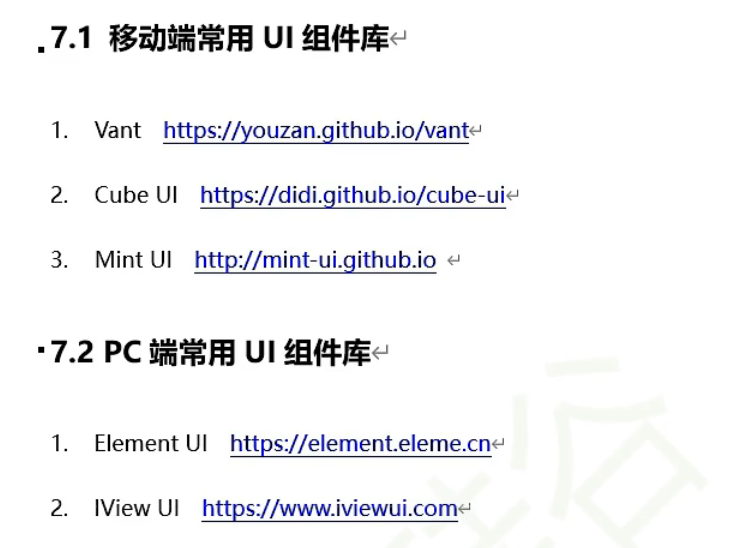 7.1 移动端常用 UI 组件库
1. Vant https://youzan.github.io/vant
2. Cube UI https://didi.github.io/cube-ui
3. Mint UI http://mint-ui.github.io
7.2 PC 端常用 UI 组件库
1. Element UI https://element.eleme.cn
2. IView UI https://www.iviewui.com